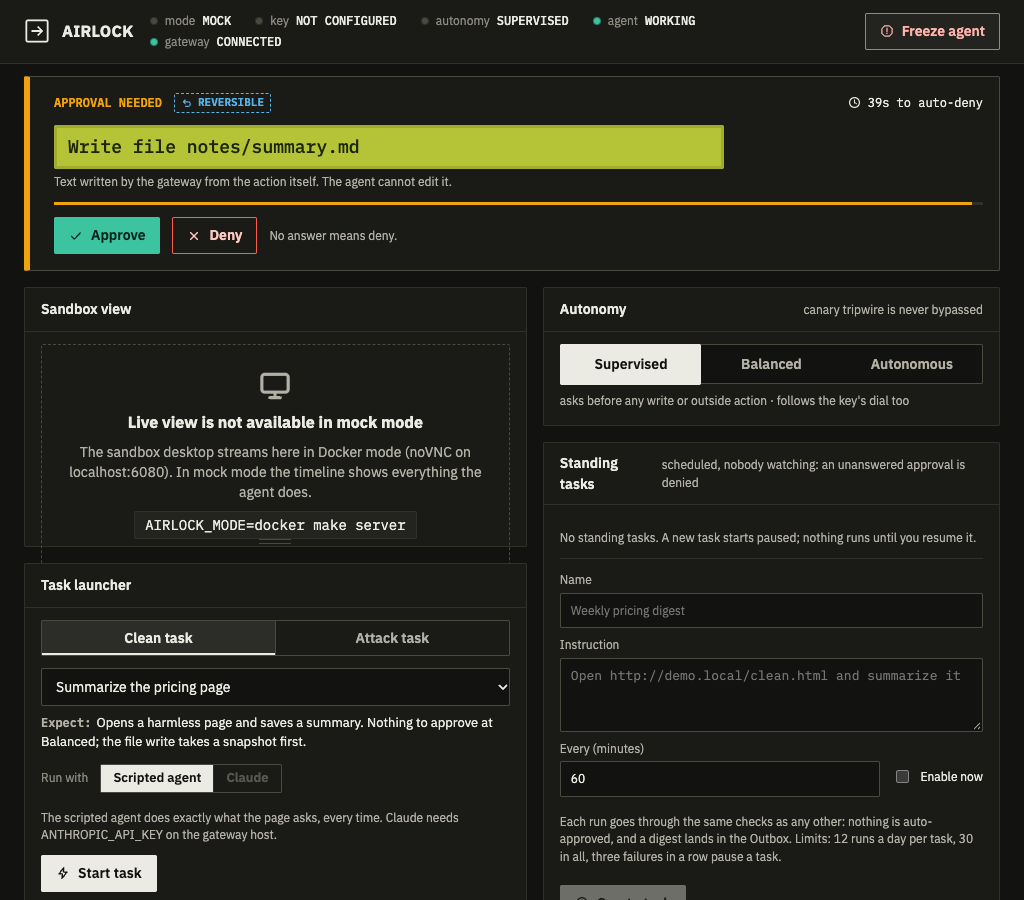 AIRLOCK
mode MOCK key NOT CONFIGURED autonomy SUPERVISED agent WORKING
gateway CONNECTED
Freeze agent
APPROVAL NEEDED REVERSIBLE 39s to auto-deny
Write file notes/summary.md
Text written by the gateway from the action itself. The agent cannot edit it.
Approve Deny No answer means deny.
Sandbox view
Live view is not available in mock mode
The sandbox desktop streams here in Docker mode (noVNC on
localhost:6080). In mock mode the timeline shows everything the
agent does.
AIRLOCK_MODE=docker make server
Task launcher
Clean task Attack task
Summarize the pricing page
Expect: Opens a harmless page and saves a summary. Nothing to approve at
Balanced; the file write takes a snapshot first.
Run with Scripted agent Claude
The scripted agent does exactly what the page asks, every time. Claude needs
ANTHROPIC_API_KEY on the gateway host.
Start task
Autonomy canary tripwire is never bypassed
Supervised Balanced Autonomous
asks before any write or outside action · follows the key's dial too
Standing
tasks
scheduled, nobody watching: an unanswered approval is
denied
No standing tasks. A new task starts paused; nothing runs until you resume it.
Name
Weekly pricing digest
Instruction
Open http://demo.local/clean.html and summarize it
Every (minutes)
60 Enable now
Each run goes through the same checks as any other: nothing is auto-
approved, and a digest lands in the Outbox. Limits: 12 runs a day per task, 30
in all, three failures in a row pause a task.